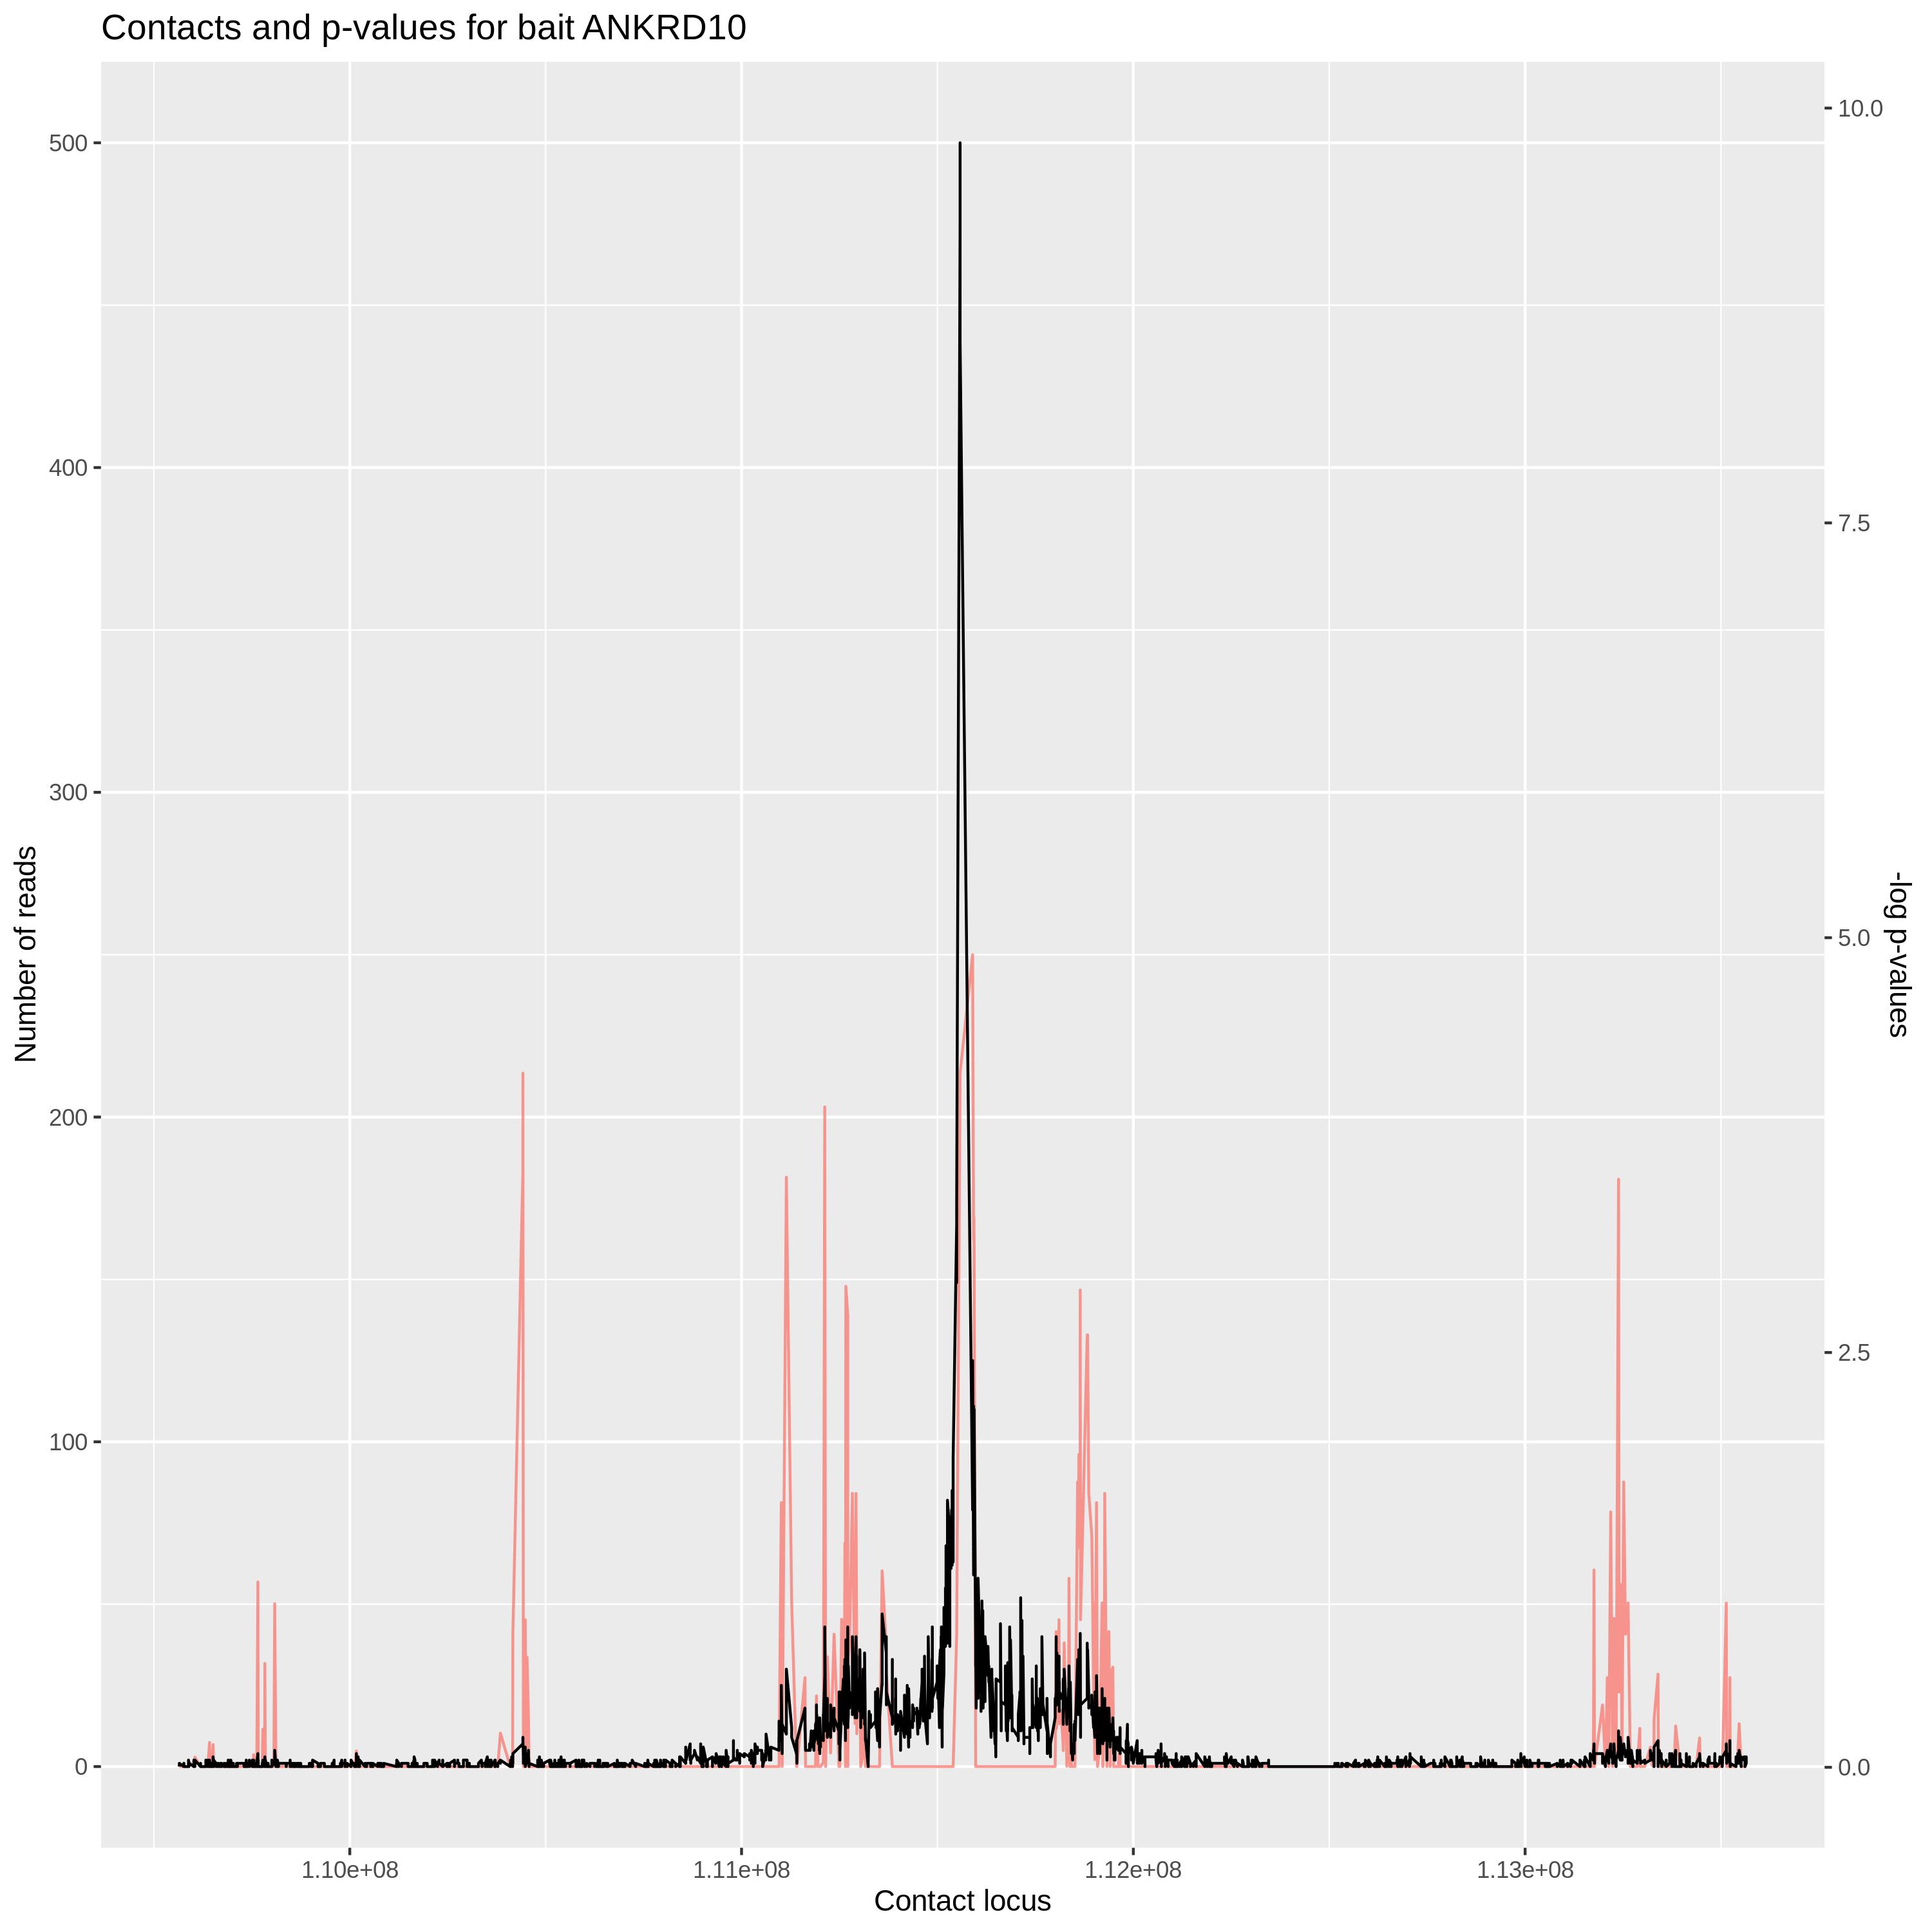 Contacts and p-values for bait ANKRD10
Number of reads
500
400
300
200
100
0
10.0
7.5
5.0
2.5
0.0
-log p-values
1.10e+08
1.11e+08
1.12e+08
1.13e+08
Contact locus